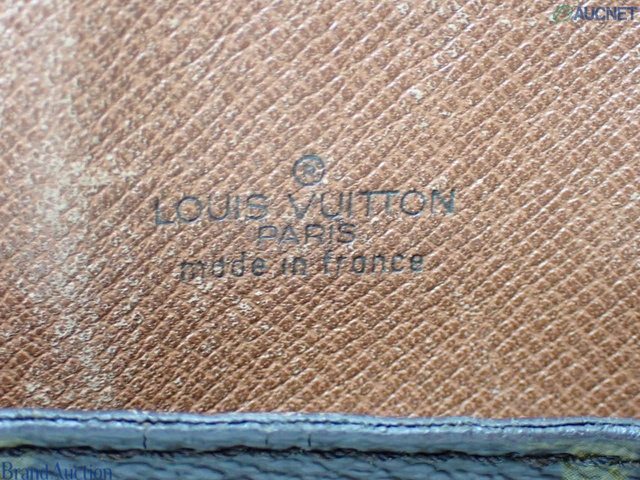 AUCNET
®
LOUIS VUITTON
PARIS
made in france
Brand Auction